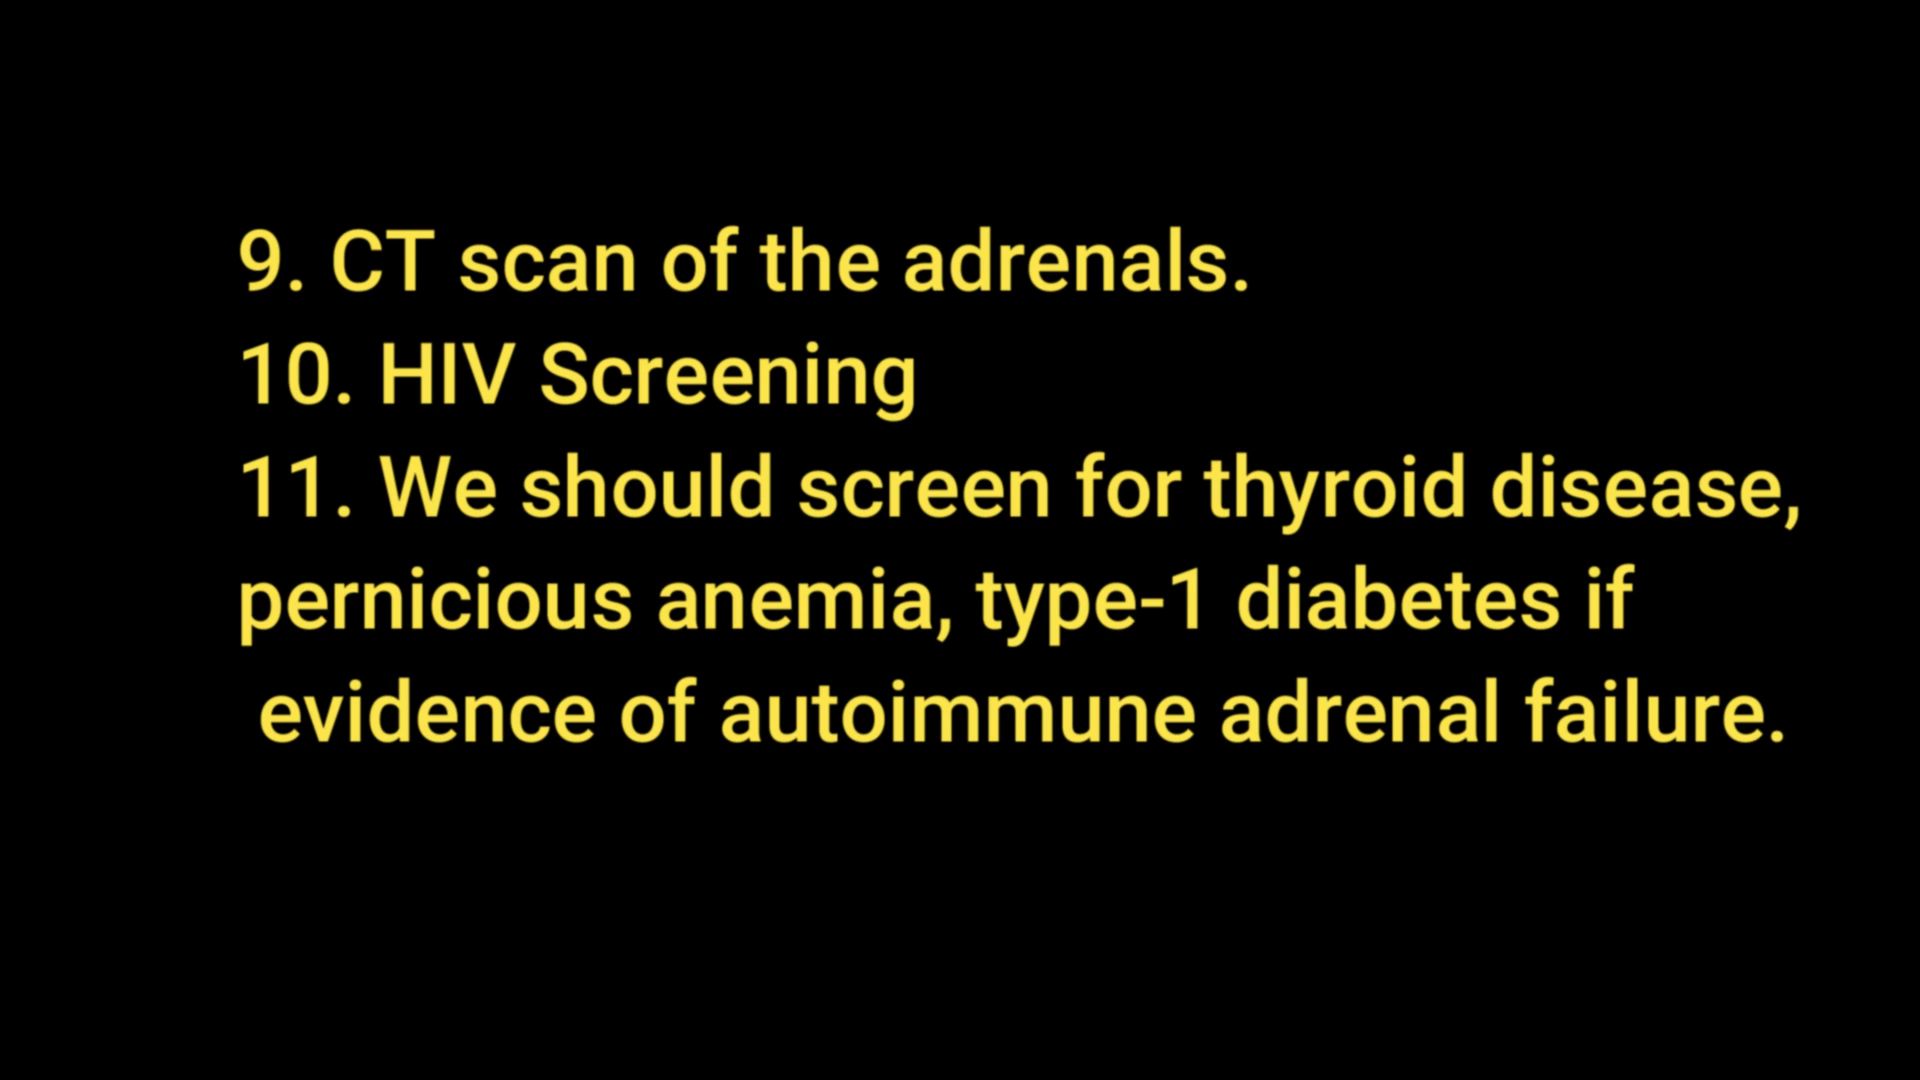 9. CT scan of the adrenals.
10. HIV Screening
11. We should screen for thyroid disease,
pernicious anemia, type-1 diabetes if
evidence of autoimmune adrenal failure.